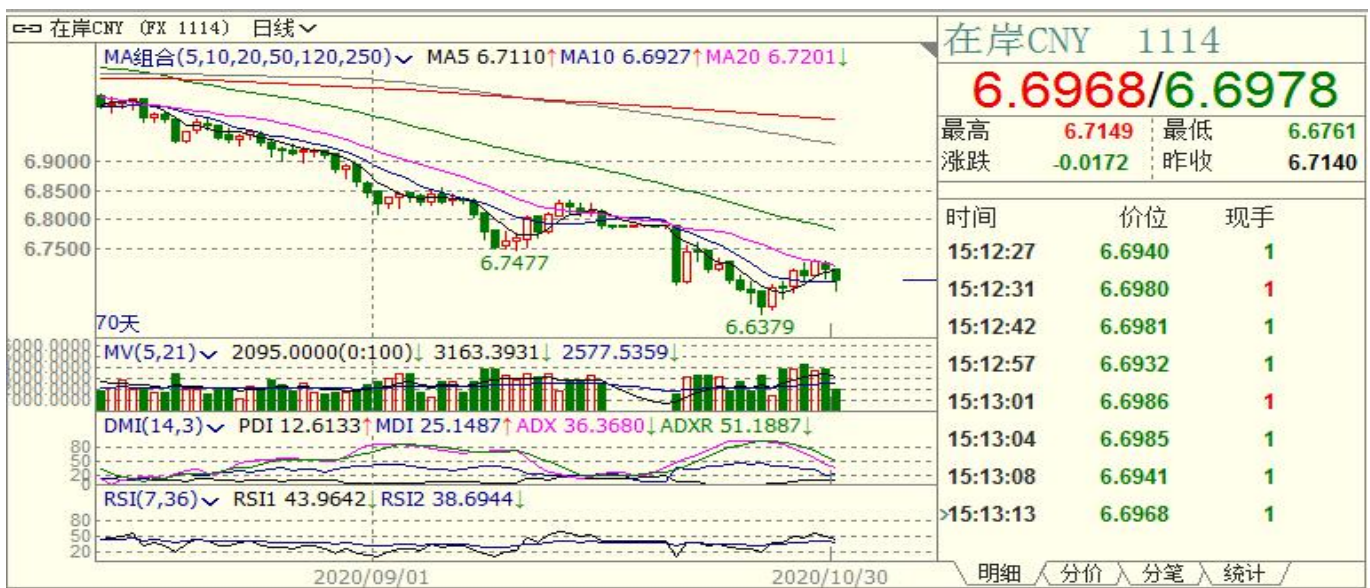 在岸CNY (FX 1114) 日线
MA组合(5,10,20,50,120,250) MA5 6.7110↑MA10 6.6927↑MA20 6.7201↓
6.9000
6.8500
6.8000
6.7500
6.7477
6.6379
70天
MV(5,21) 2095.0000(0:100)↓ 3163.3931↓ 2577.5359↓
DMI(14,3) PDI 12.6133↑MDI 25.1487↑ADX 36.3680↓ADXR 51.1887↓
80
50
20
RSI(7,36) RSI1 43.9642↓RSI2 38.6944↓
80
50
20
2020/09/01 2020/10/30
在岸CNY 1114
6.6968/6.6978
最高 6.7149 最低 6.6761
涨跌 -0.0172 昨收 6.7140
时间 价位 现手
15:12:27 6.6940 1
15:12:31 6.6980 1
15:12:42 6.6981 1
15:12:57 6.6932 1
15:13:01 6.6986 1
15:13:04 6.6985 1
15:13:08 6.6941 1
>15:13:13 6.6968 1
明细 分价 分笔 统计